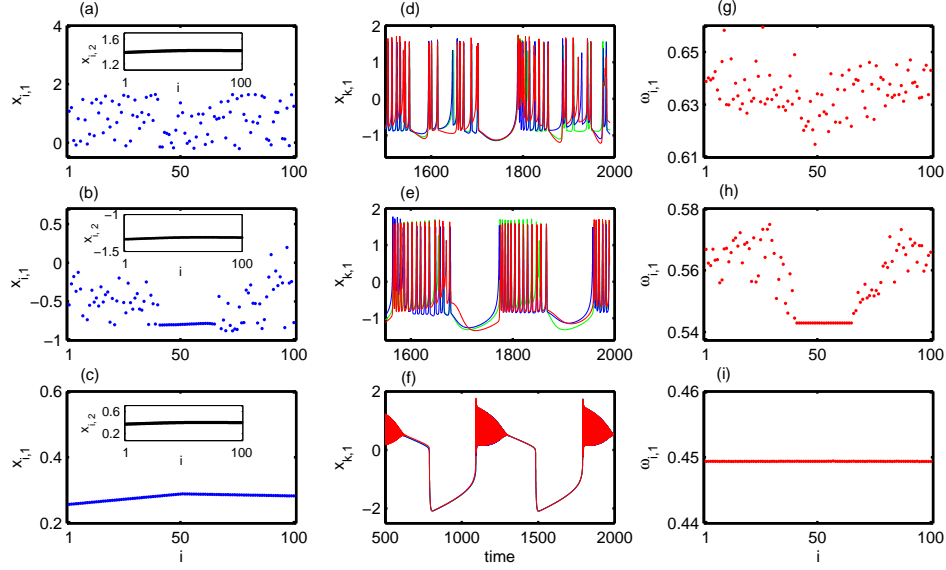 (a)
4
3
2
1
0
x_{i,1}
1
50
100
1.6
1.2
x_{i,2}
1
i
100
(d)
2
1
0
−1
x_{k,1}
1600
1800
2000
(g)
0.65
0.63
0.61
ω_{i,1}
1
50
100
(b)
0.5
0
−0.5
−1
x_{i,1}
1
50
100
−1
−1.5
x_{i,2}
1
i
100
(e)
2
1
0
−1
x_{k,1}
1600
1800
2000
(h)
0.58
0.56
0.54
ω_{i,1}
1
50
100
(c)
0.6
0.4
0.3
0.2
x_{i,1}
1
50
100
i
0.6
0.4
0.2
x_{i,2}
1
i
100
(f)
2
0
−2
x_{k,1}
500
1000
1500
2000
time
(i)
0.46
0.45
0.44
ω_{i,1}
1
50
100
i